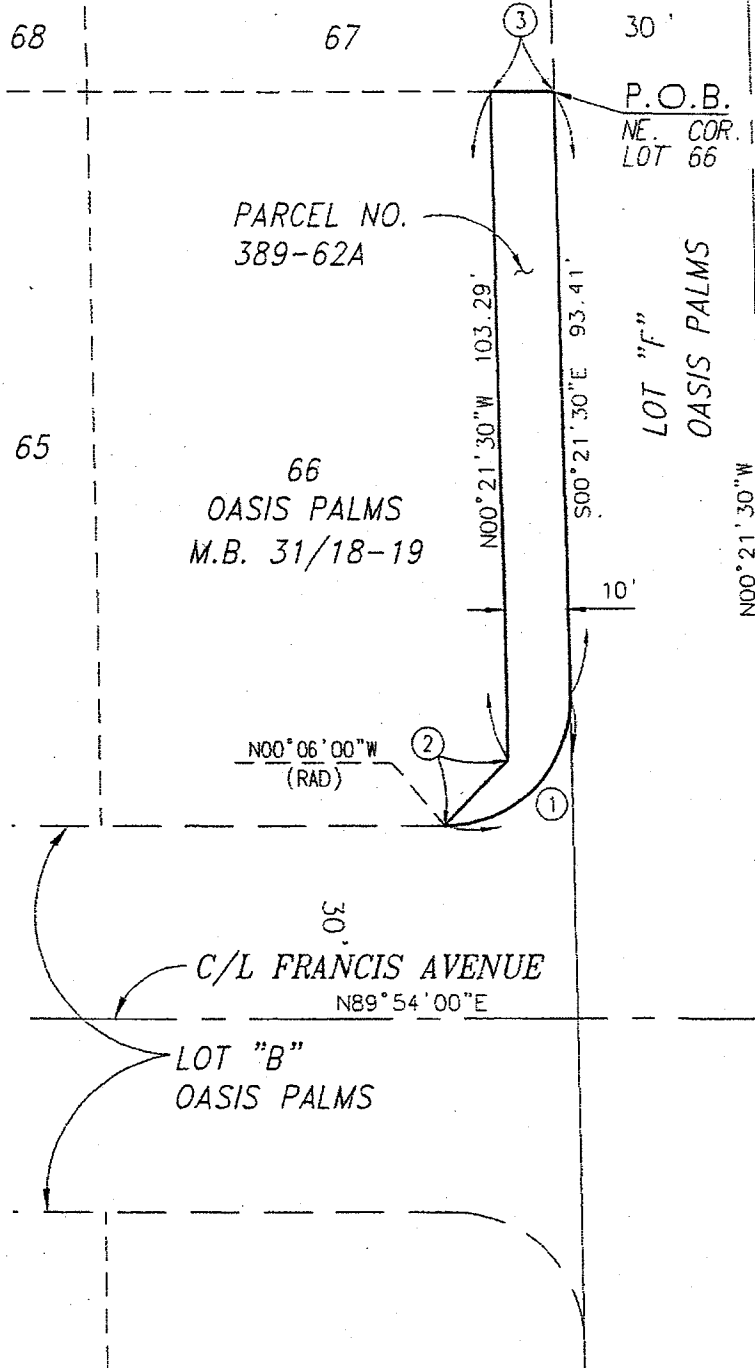 68
67
3
30'
P.O.B.
NE. COR.
LOT 66
PARCEL NO.
389-62A
N00°21'30"W 103.29'
S00°21'30"E 93.41'
LOT "F"
OASIS PALMS
65
66
OASIS PALMS
M.B. 31/18-19
N00°21'30"W
10'
N00°06'00"W
(RAD)
2
1
30'
C/L FRANCIS AVENUE
N89°54'00"E
LOT "B"
OASIS PALMS